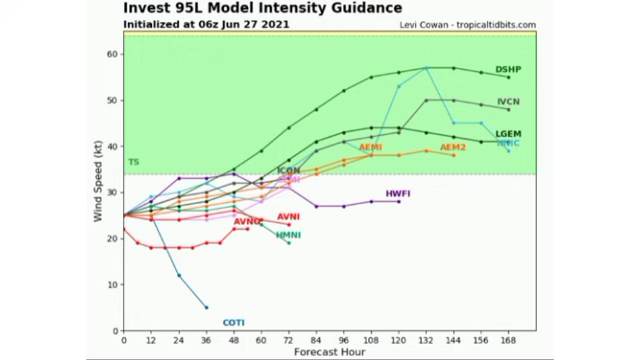 Invest 95L Model Intensity Guidance
Initialized at 06z Jun 27 2021
Levi Cowan - tropicaltidbits.com
60
50
40
30
20
10
0
Wind Speed (kt)
TS
DSHP
IVCN
LGEM
AEMI
AEM2
ICON
HWFI
AVNI
AVNO
HMNI
COTI
0 12 24 36 48 60 72 84 96 108 120 132 144 156 168
Forecast Hour